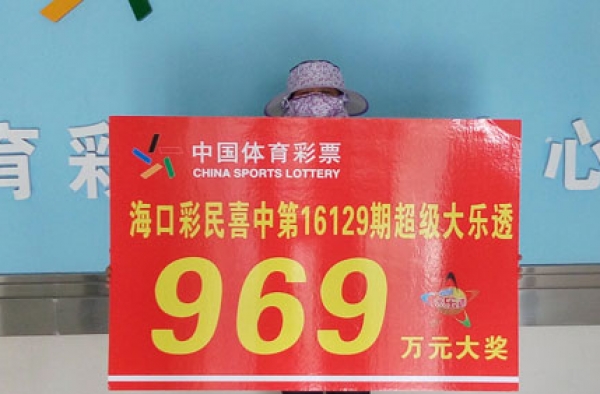 育彩
心
中国体育彩票
CHINA SPORTS LOTTERY
海口彩民喜中第16129期超级大乐透
969
万元大奖